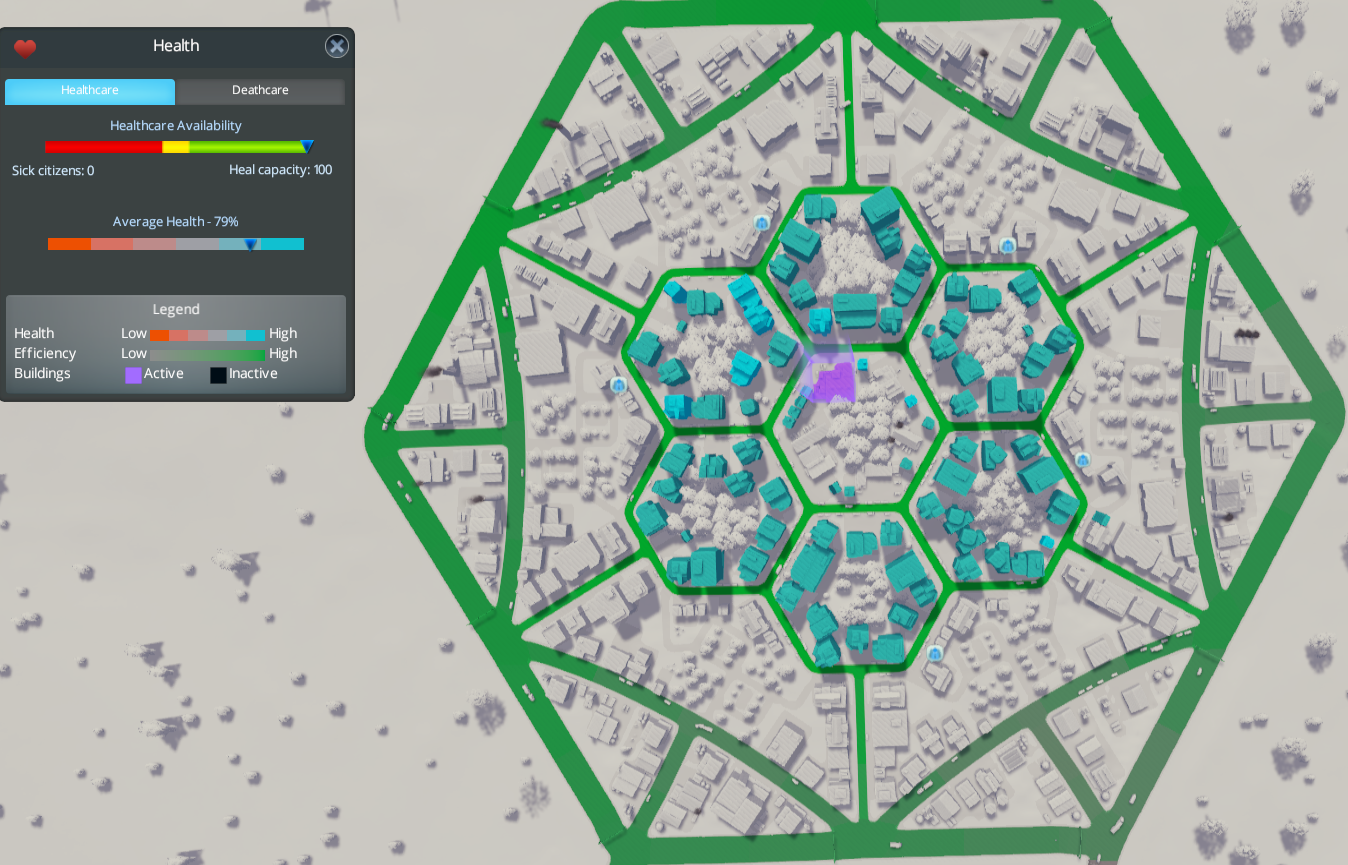 Health
Healthcare Deathcare
Healthcare Availability
Sick citizens: 0 Heal capacity: 100
Average Health - 79%
Legend
Health Low High
Efficiency Low High
Buildings Active Inactive